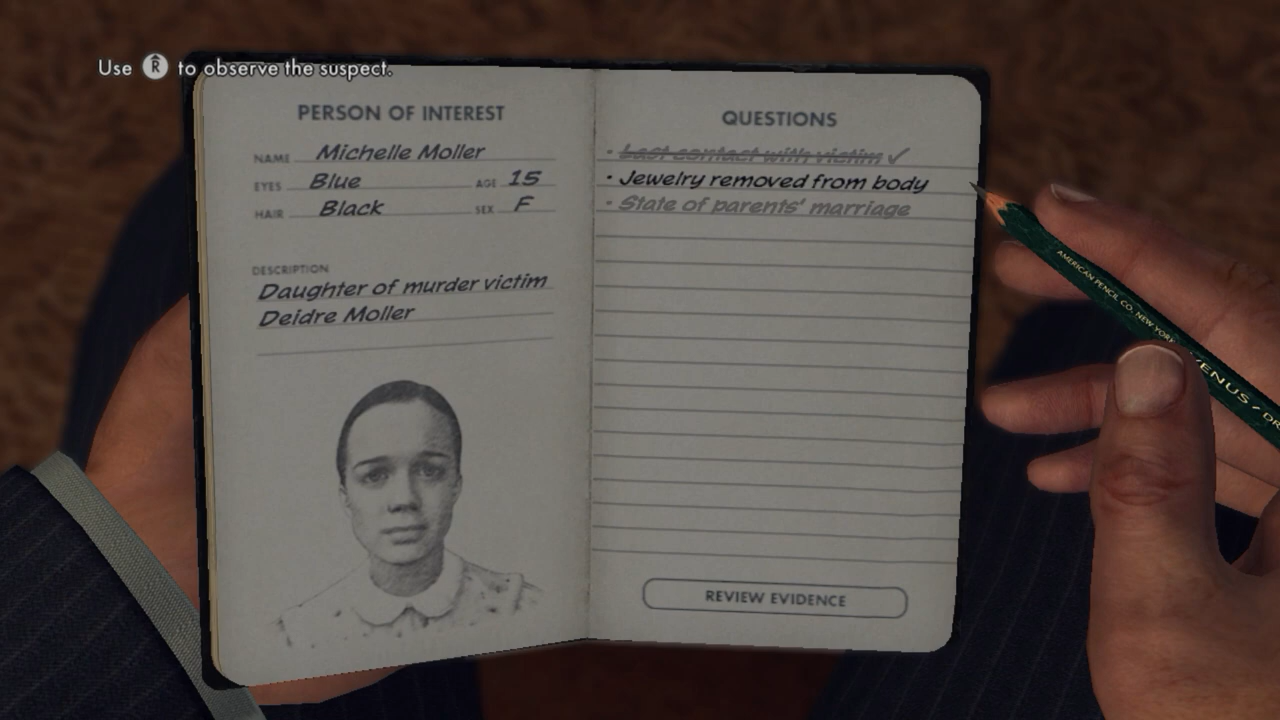 Use R to observe the suspect.
PERSON OF INTEREST
NAME Michelle Moller
EYES Blue AGE 15
HAIR Black SEX F
DESCRIPTION
Daughter of murder victim
Deidre Moller
QUESTIONS
· Last contact with victim ✓
· Jewelry removed from body
· State of parents' marriage
REVIEW EVIDENCE
AMERICAN PENCIL CO. NEW YORK
VENUS / DR